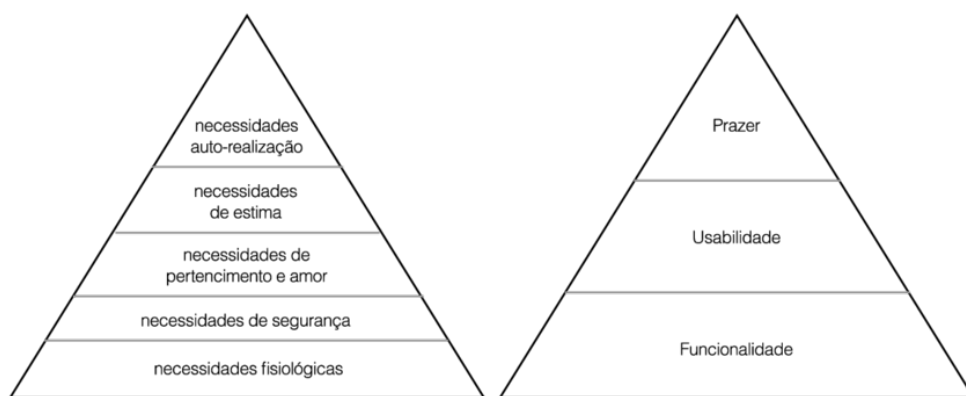 necessidades
auto-realização
necessidades
de estima
necessidades de
pertencimento e amor
necessidades de segurança
necessidades fisiológicas
Prazer
Usabilidade
Funcionalidade